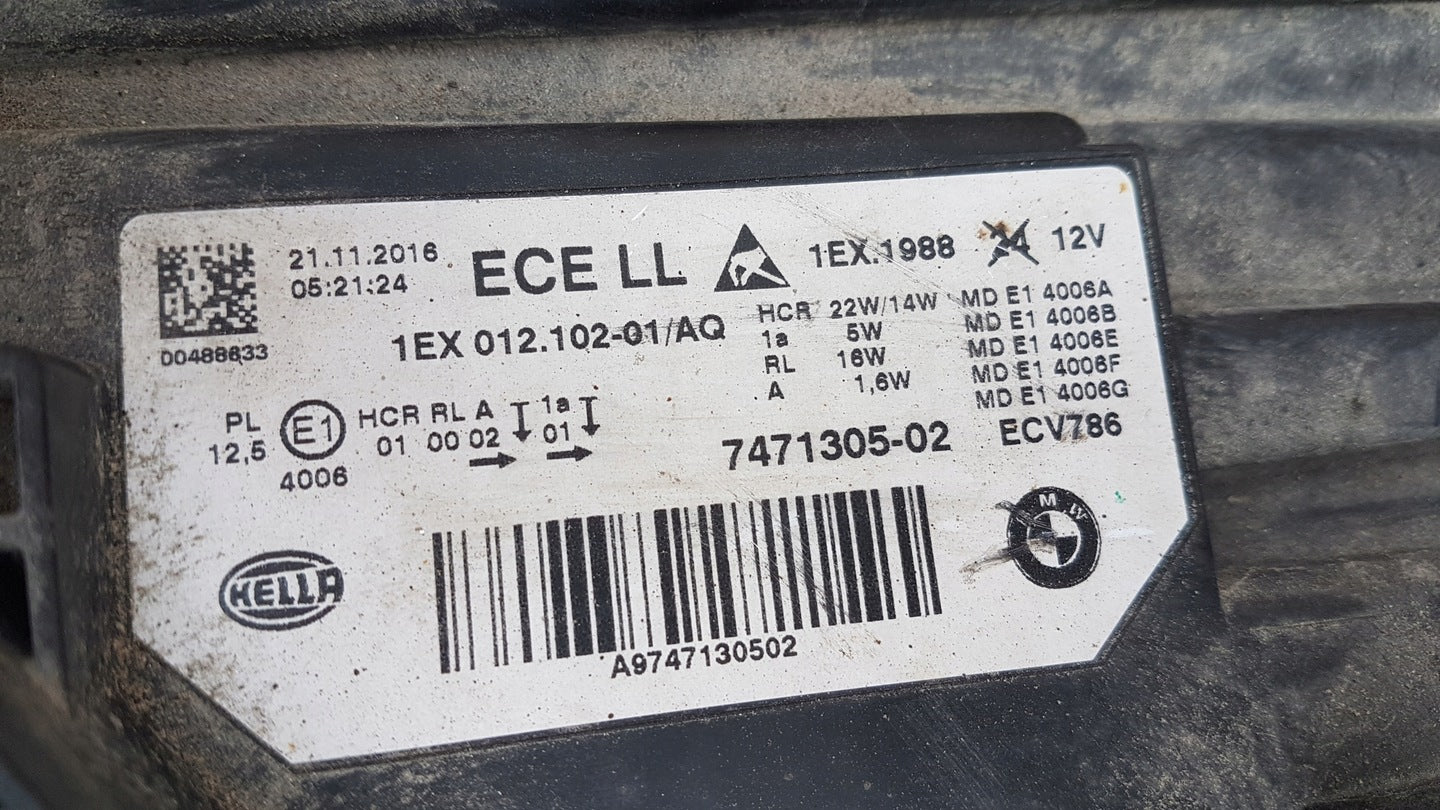 21.11.2016
05:21:24
ECE LL
1EX.1988
12V
D0488633
1EX 012.102-01/AQ
HCR 22W/14W
1a 5W
RL 16W
A 1,6W
MD E1 4006A
MD E1 4006B
MD E1 4006E
MD E1 4006F
MD E1 4006G
PL
12,5
E1
4006
HCR RL A 1a
01 00 02 01
7471305-02
ECV786
HELLA
A9747130502